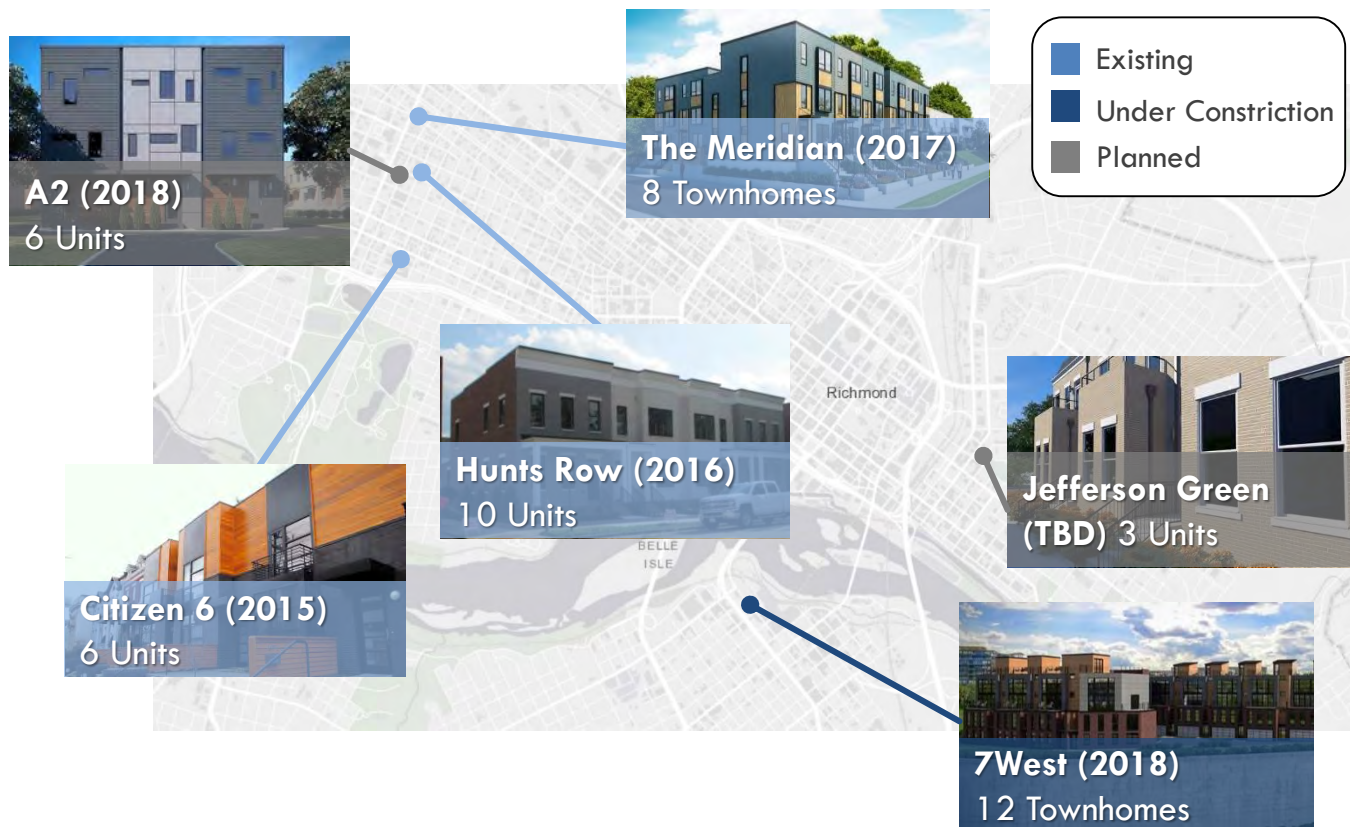 A2 (2018)
6 Units
The Meridian (2017)
8 Townhomes
Existing
Under Constriction
Planned
Richmond
Hunts Row (2016)
10 Units
Jefferson Green
(TBD) 3 Units
BELLE
ISLE
Citizen 6 (2015)
6 Units
7West (2018)
12 Townhomes